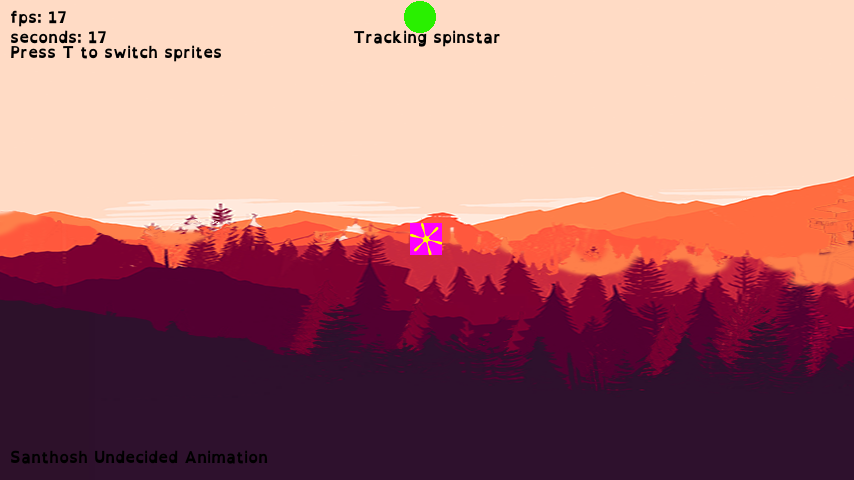 fps: 17
seconds: 17
Press T to switch sprites
Tracking spinstar
Santhosh Undecided Animation